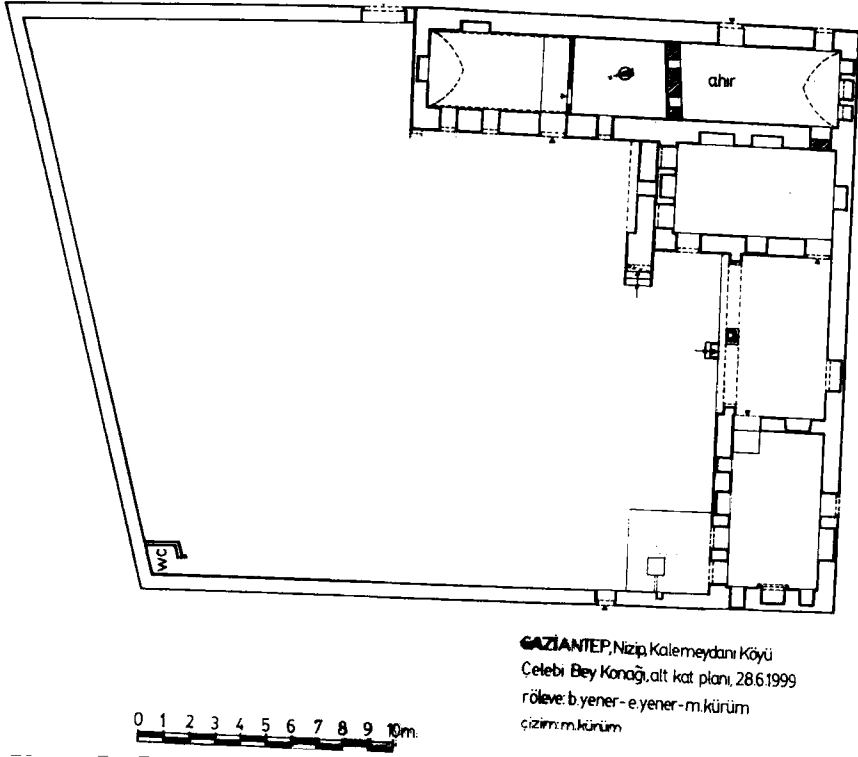 ahır
WC
GAZİANTEP, Nizip, Kalemeydanı Köyü
Çelebi Bey Konağı, alt kat planı, 28.6.1999
röleve: b.yener-e.yener-m.kürüm
çizim: m.kürüm
0 1 2 3 4 5 6 7 8 9 10m.